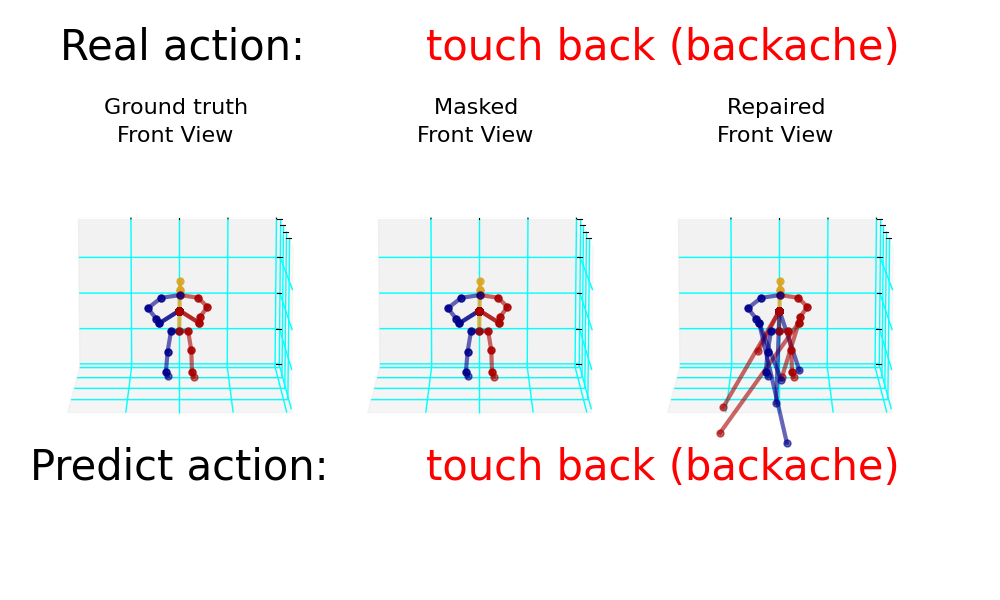 Real action: touch back (backache)
Ground truth
Front View
Masked
Front View
Repaired
Front View
Predict action: touch back (backache)